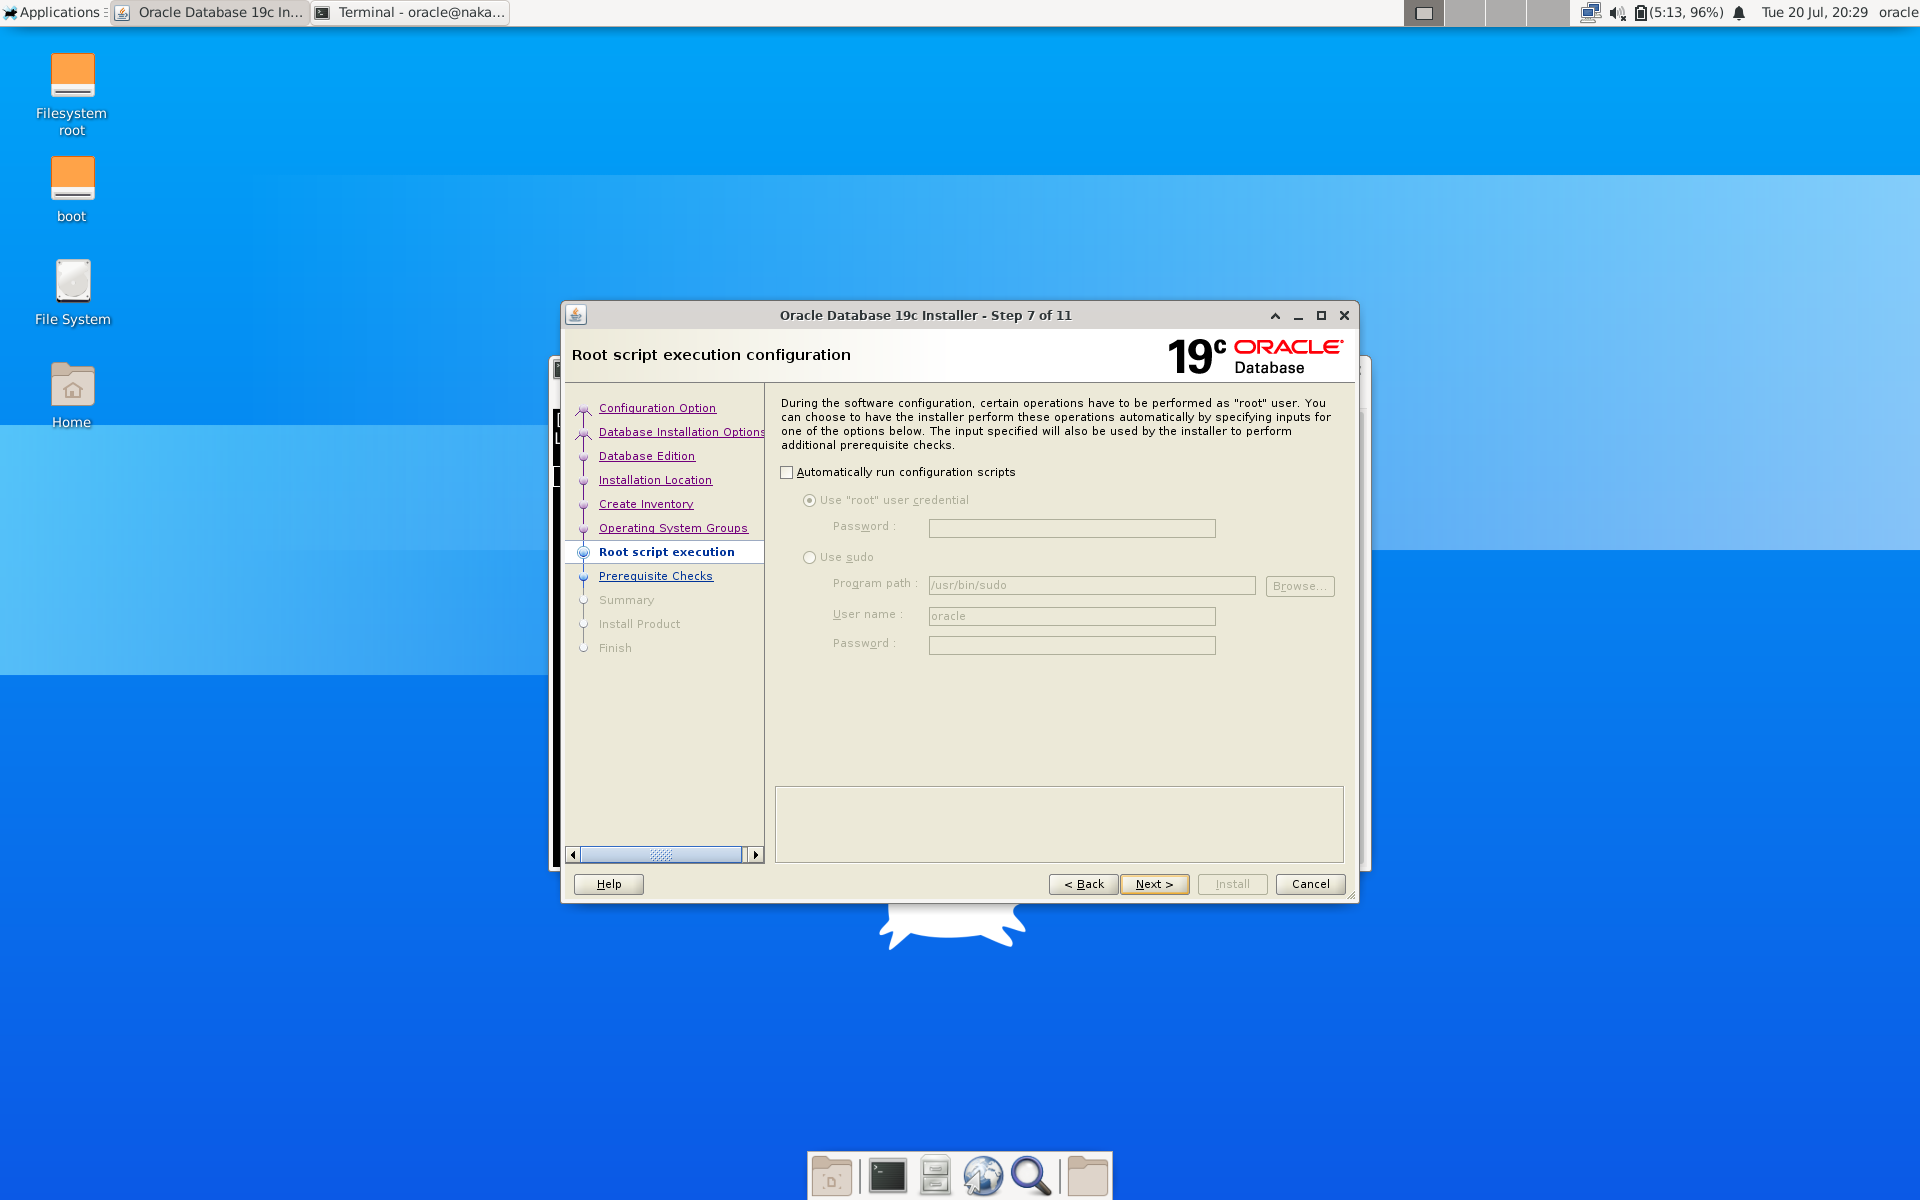 Applications
Oracle Database 19c In...
Terminal - oracle@naka...
(5:13, 96%)
Tue 20 Jul, 20:29
oracle
Filesystem
root
boot
File System
Home
Oracle Database 19c Installer - Step 7 of 11
Root script execution configuration
19c ORACLE
Database
Configuration Option
Database Installation Options
Database Edition
Installation Location
Create Inventory
Operating System Groups
Root script execution
Prerequisite Checks
Summary
Install Product
Finish
During the software configuration, certain operations have to be performed as "root" user. You
can choose to have the installer perform these operations automatically by specifying inputs for
one of the options below. The input specified will also be used by the installer to perform
additional prerequisite checks.
Automatically run configuration scripts
Use "root" user credential
Password :
Use sudo
Program path : /usr/bin/sudo Browse...
User name : oracle
Password :
Help
< Back
Next >
Install
Cancel